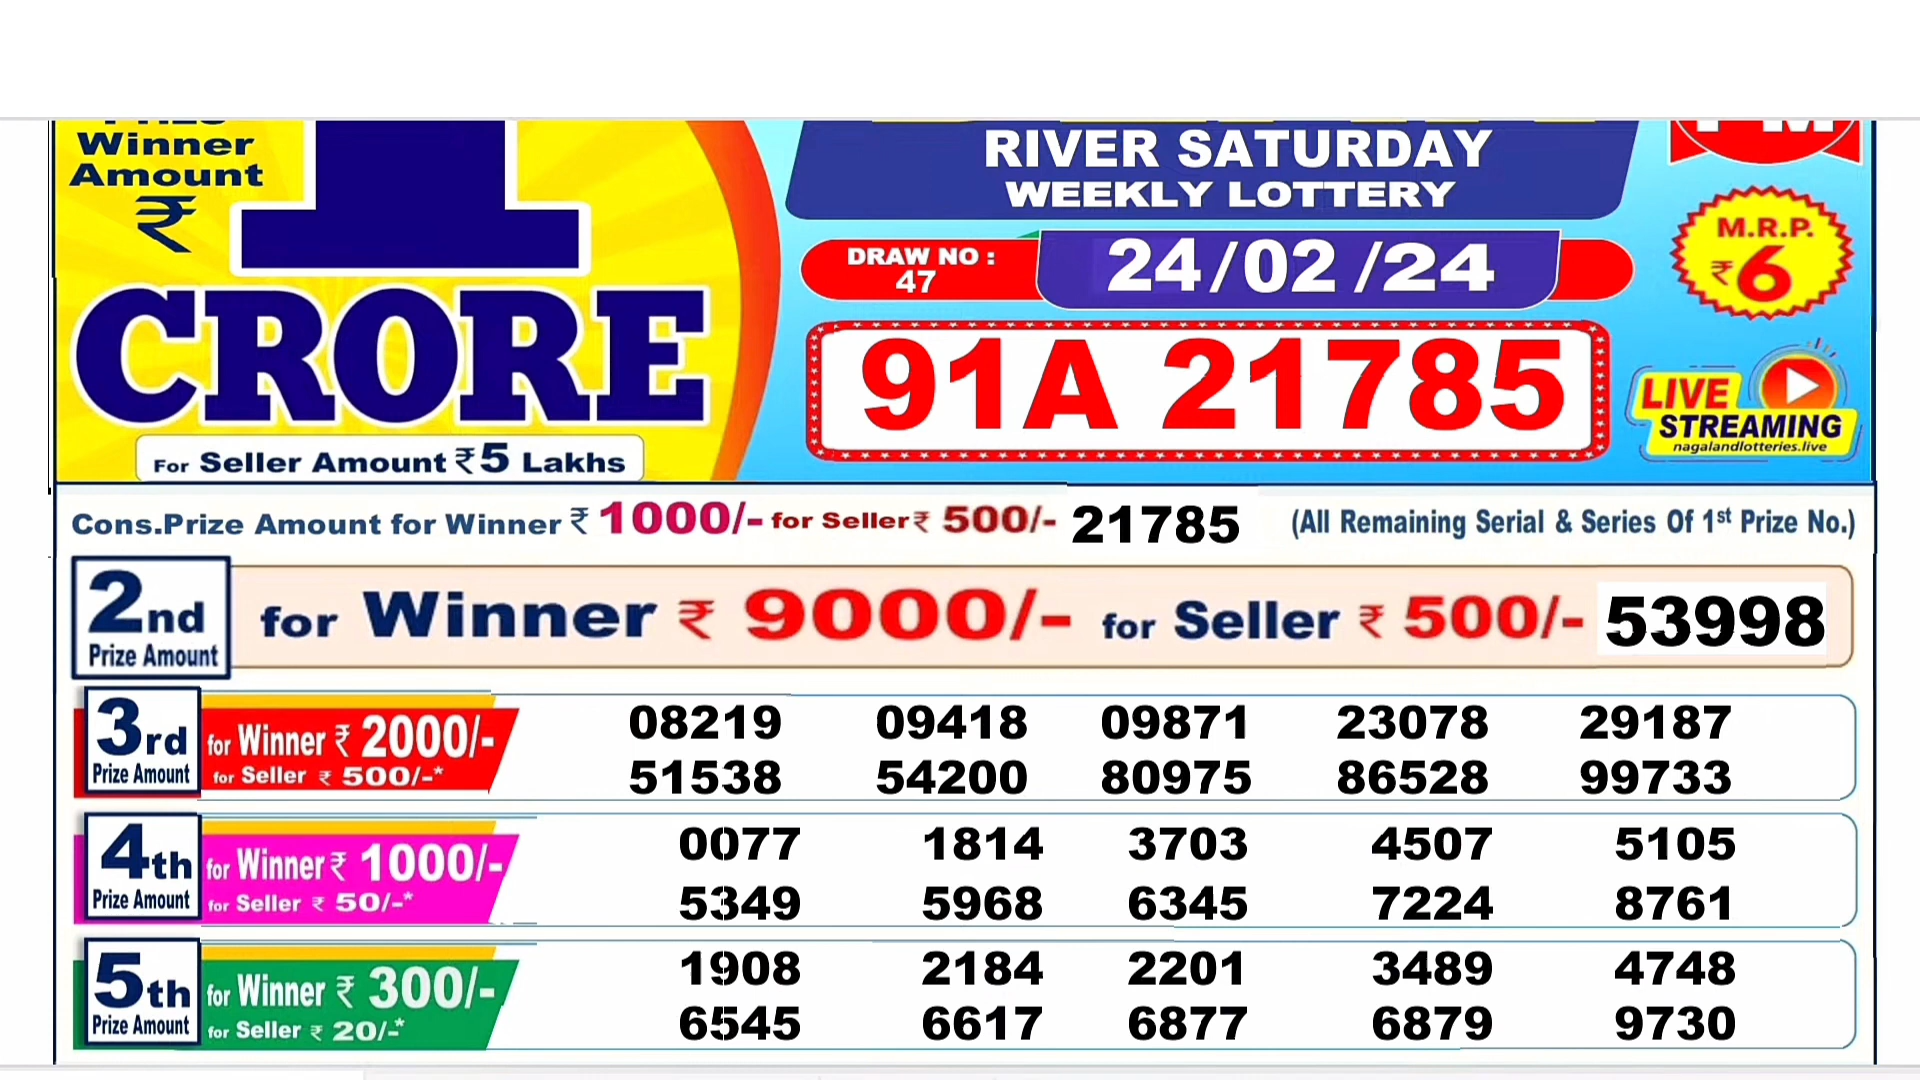 Winner
Amount
₹
1
CRORE
For Seller Amount ₹5 Lakhs
RIVER SATURDAY
WEEKLY LOTTERY
DRAW NO :
47
24/02/24
PM
M.R.P.
₹6
91A 21785
LIVE
STREAMING
nagalandlotteries.live
Cons.Prize Amount for Winner ₹ 1000/- for Seller ₹ 500/- 21785 (All Remaining Serial & Series Of 1st Prize No.)
2nd
Prize Amount
for Winner ₹ 9000/- for Seller ₹ 500/- 53998
3rd
Prize Amount
for Winner ₹ 2000/-
for Seller ₹ 500/-*
08219 09418 09871 23078 29187
51538 54200 80975 86528 99733
4th
Prize Amount
for Winner ₹ 1000/-
for Seller ₹ 50/-*
0077 1814 3703 4507 5105
5349 5968 6345 7224 8761
5th
Prize Amount
for Winner ₹ 300/-
for Seller ₹ 20/-*
1908 2184 2201 3489 4748
6545 6617 6877 6879 9730